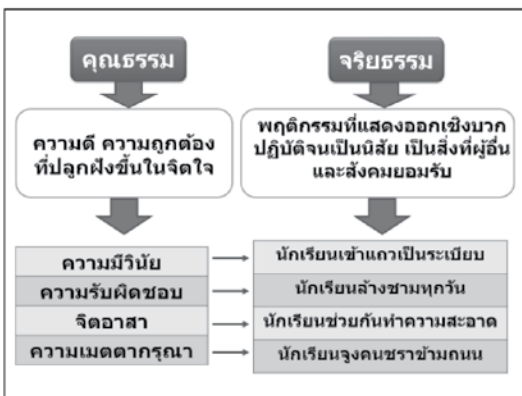 คุณธรรม
ความดี ความถูกต้อง
ที่ปลูกฝังขึ้นในจิตใจ
ความมีวินัย
ความรับผิดชอบ
จิตอาสา
ความเมตตากรุณา
จริยธรรม
พฤติกรรมที่แสดงออกเชิงบวก
ปฏิบัติจนเป็นนิสัย เป็นสิ่งที่ผู้อื่น
และสังคมยอมรับ
นักเรียนเข้าแถวเป็นระเบียบ
นักเรียนล้างชามทุกวัน
นักเรียนช่วยกันทำความสะอาด
นักเรียนจูงคนชราข้ามถนน